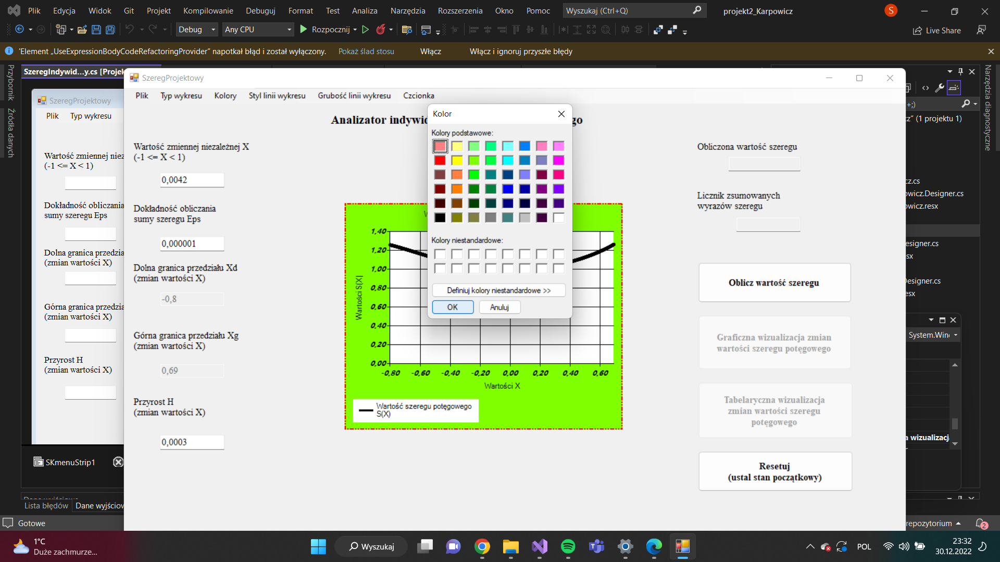 Plik Edycja Widok Git Projekt Kompilowanie Debuguj Format Test Analiza Narzędzia Rozszerzenia Okno Pomoc Wyszukaj (Ctrl+Q) projekt2_Karpowicz S
Debug Any CPU Rozpocznij Live Share
'Element „UseExpressionBodyCodeRefactoringProvider” napotkał błąd i został wyłączony. Pokaż ślad stosu Włącz Włącz i ignoruj przyszłe błędy
Przybornik
Źródła danych
SzeregIndywid...y.cs [Projek
SzeregProjektowy
Plik Typ wykresu
Wartość zmiennej niez
(-1 <= X < 1)
Dokładność obliczania
sumy szeregu Eps
Dolna granica przedzia
(zmian wartości X)
Górna granica przedzia
(zmian wartości X)
Przyrost H
(zmian wartości X)
SKmenuStrip1
Lista błędów Dane wyjściow
Gotowe
SzeregProjektowy
Plik Typ wykresu Kolory Styl linii wykresu Grubość linii wykresu Czcionka
Analizator indywid
go
Wartość zmiennej niezależnej X
(-1 <= X < 1)
0,0042
Dokładność obliczania
sumy szeregu Eps
0,000001
Dolna granica przedziału Xd
(zmian wartości X)
-0,8
Górna granica przedziału Xg
(zmian wartości X)
0,69
Przyrost H
(zmian wartości X)
0,0003
Kolor
Kolory podstawowe:
Kolory niestandardowe:
Definiuj kolory niestandardowe >>
OK Anuluj
W
1,40
1,20
1,00
0,80
0,60
0,40
0,20
0,00
-0,80 -0,60 -0,40 -0,20 0,00 0,20 0,40 0,60
Wartości S(X)
Wartości X
Wartość szeregu potęgowego
S(X)
Obliczona wartość szeregu
Licznik zsumowanych
wyrazów szeregu
Oblicz wartość szeregu
Graficzna wizualizacja zmian
wartości szeregu potęgowego
Tabelaryczna wizualizacja
zmian wartości szeregu
potęgowego
Resetuj
(ustal stan początkowy)
+;)
cz” (1 projektu 1)
cz.cs
owicz.Designer.cs
owicz.resx
esigner.cs
sx
Designer.cs
esx
System.Win
a wizualizacj
repozytorium
2
Narzędzia diagnostyczne
1°C
Duże zachmurze...
Wyszukaj
POL
23:32
30.12.2022